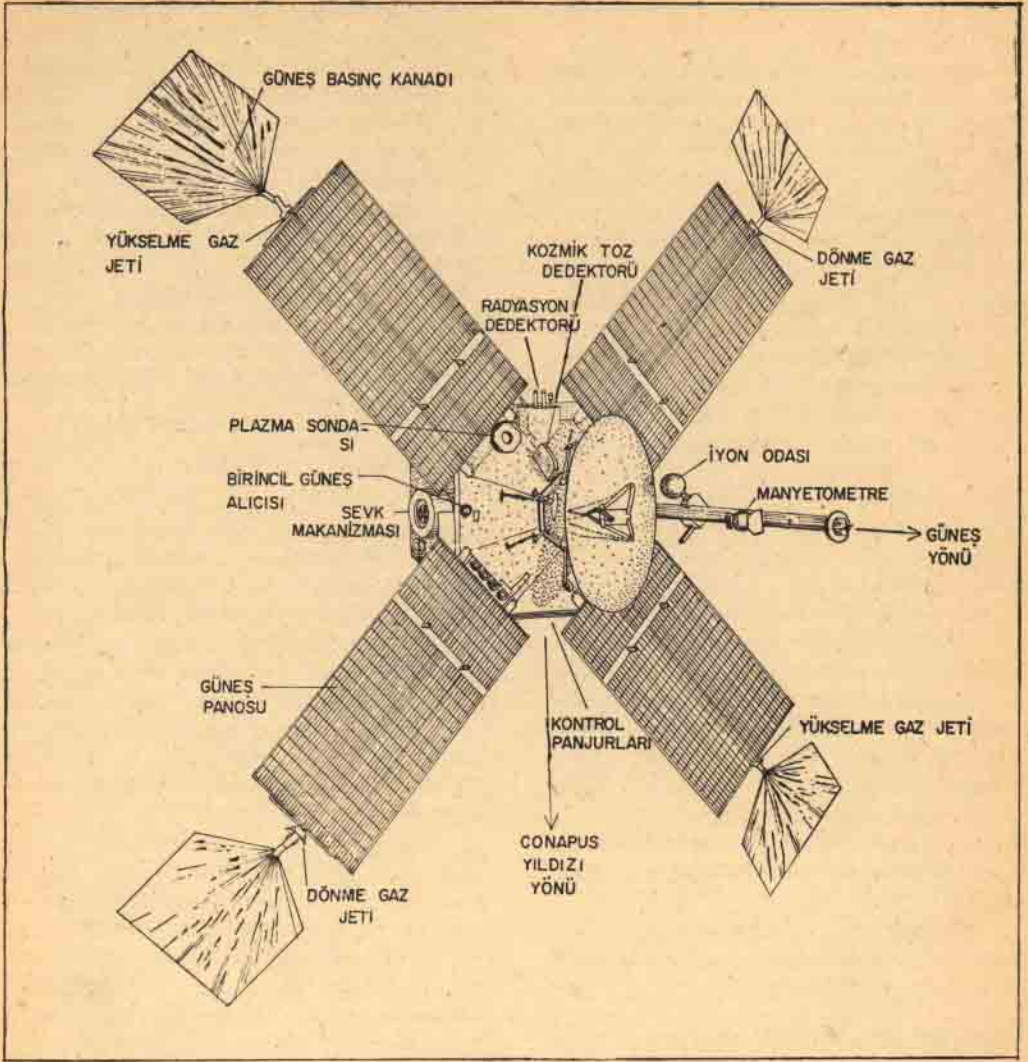 GÜNEŞ BASINÇ KANADI
YÜKSELME GAZ
JETİ
KOZMİK TOZ
DEDEKTORÜ
DÖNME GAZ
JETİ
RADYASYON
DEDEKTORÜ
PLAZMA SONDA-
SI
BİRİNCİL GÜNEŞ
ALICISI
SEVK
MAKANİZMASI
İYON ODASI
MANYETOMETRE
GÜNEŞ
YÖNÜ
GÜNEŞ
PANOSU
KONTROL
PANJURLARI
YÜKSELME GAZ JETİ
CONAPUS
YILDIZI
YÖNÜ
DÖNME GAZ
JETİ